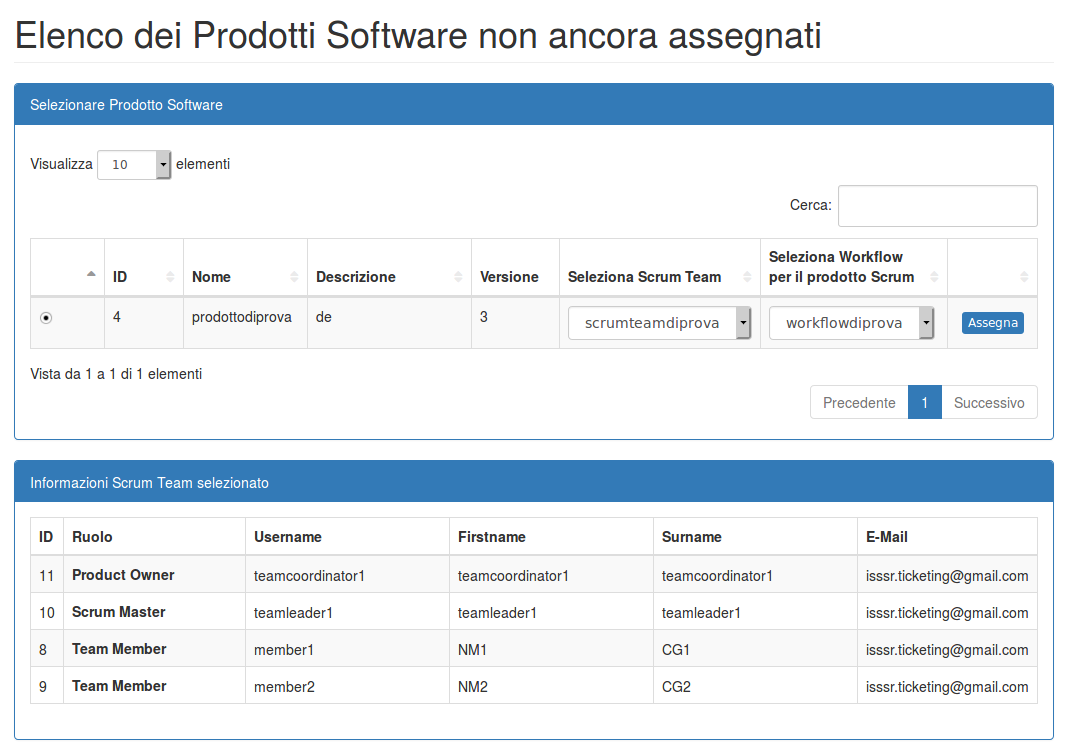 Elenco dei Prodotti Software non ancora assegnati
Selezionare Prodotto Software
Visualizza 10 elementi
Cerca:
ID Nome Descrizione Versione Seleziona Scrum Team Seleziona Workflow
per il prodotto Scrum
4 prodottodiprova de 3 scrumteamdiprova workflowdiprova Assegna
Vista da 1 a 1 di 1 elementi
Precedente 1 Successivo
Informazioni Scrum Team selezionato
ID Ruolo Username Firstname Surname E-Mail
11 Product Owner teamcoordinator1 teamcoordinator1 teamcoordinator1 isssr.ticketing@gmail.com
10 Scrum Master teamleader1 teamleader1 teamleader1 isssr.ticketing@gmail.com
8 Team Member member1 NM1 CG1 isssr.ticketing@gmail.com
9 Team Member member2 NM2 CG2 isssr.ticketing@gmail.com